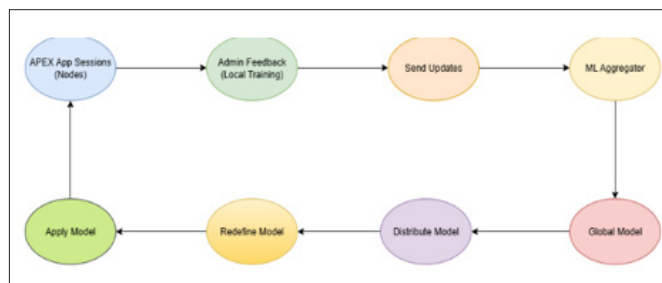 APEX App Sessions
(Nodes)
Admin Feedback
(Local Training)
Send Updates
ML Aggregator
Apply Model
Redefine Model
Distribute Model
Global Model